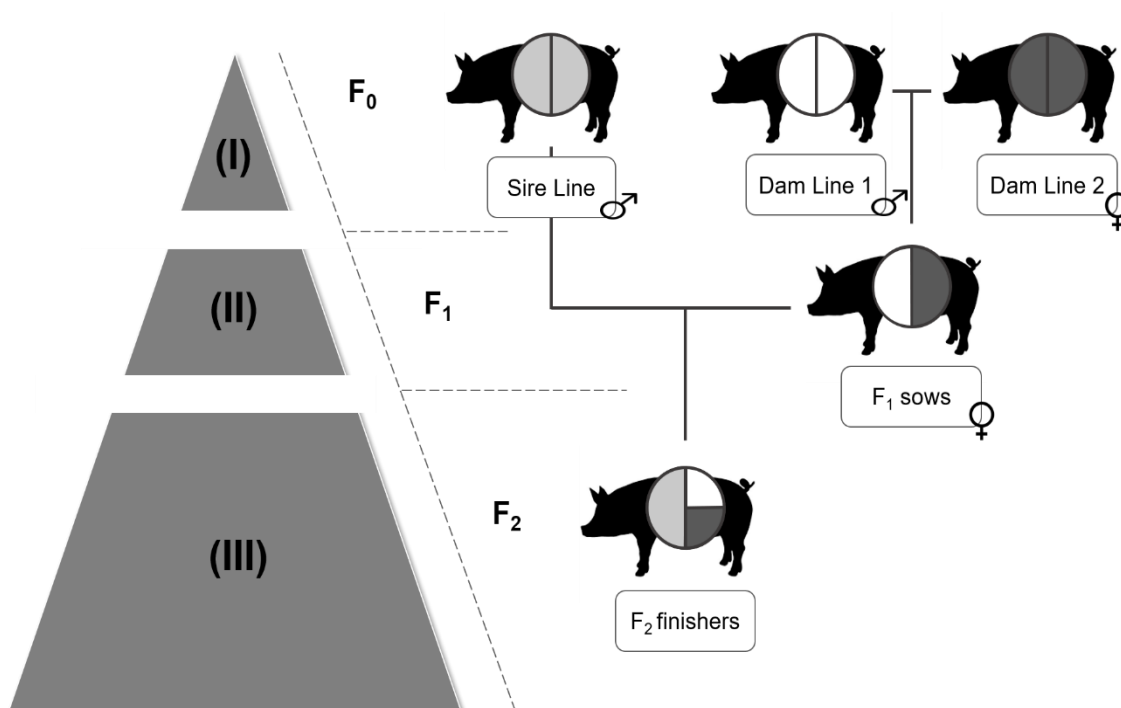 F₀
(I)
Sire Line ♂
Dam Line 1 ♂
Dam Line 2 ♀
(II)
F₁
F₁ sows ♀
(III)
F₂
F₂ finishers